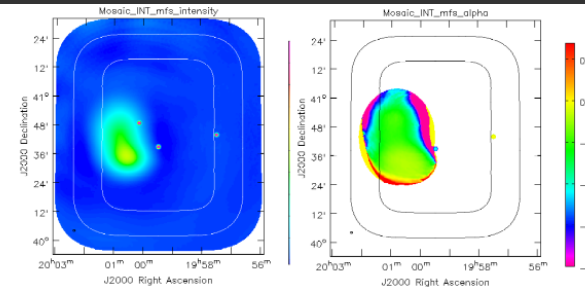 Mosaic_INT_mfs_intensity
24'
12'
41°
48'
36'
24'
12'
40°
J2000 Declination
20ʰ03ᵐ 01ᵐ 00ᵐ 19ʰ58ᵐ 56ᵐ
J2000 Right Ascension
Mosaic_INT_mfs_alpha
24'
12'
41°
48'
36'
24'
12'
40°
J2000 Declination
20ʰ03ᵐ 01ᵐ 00ᵐ 19ʰ58ᵐ 56ᵐ
J2000 Right Ascension